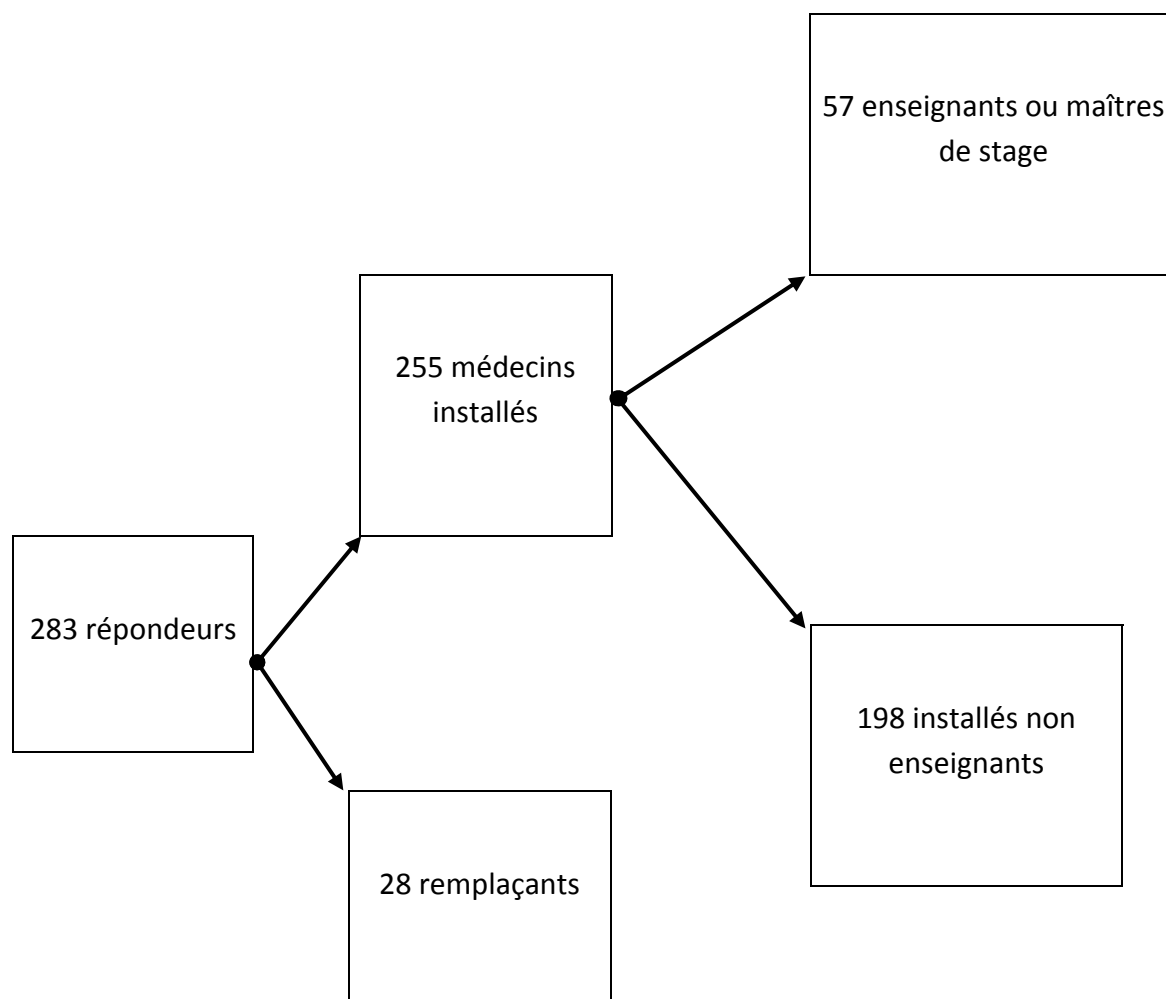 57 enseignants ou maîtres
de stage
255 médecins
installés
283 répondeurs
198 installés non
enseignants
28 remplaçants